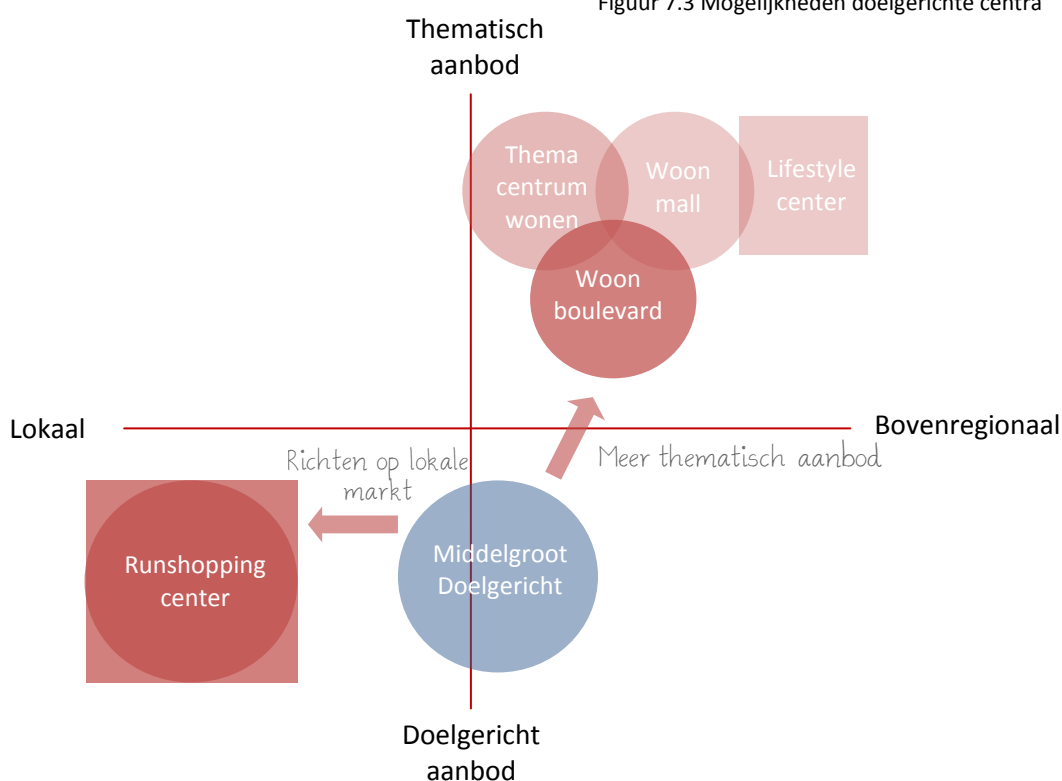 Figuur 7.3 Mogelijkheden doelgerichte centra
Thematisch
aanbod
Thema
centrum
wonen
Woon
mall
Lifestyle
center
Woon
boulevard
Lokaal
Bovenregionaal
Richten op lokale
markt
Meer thematisch aanbod
Runshopping
center
Middelgroot
Doelgericht
Doelgericht
aanbod